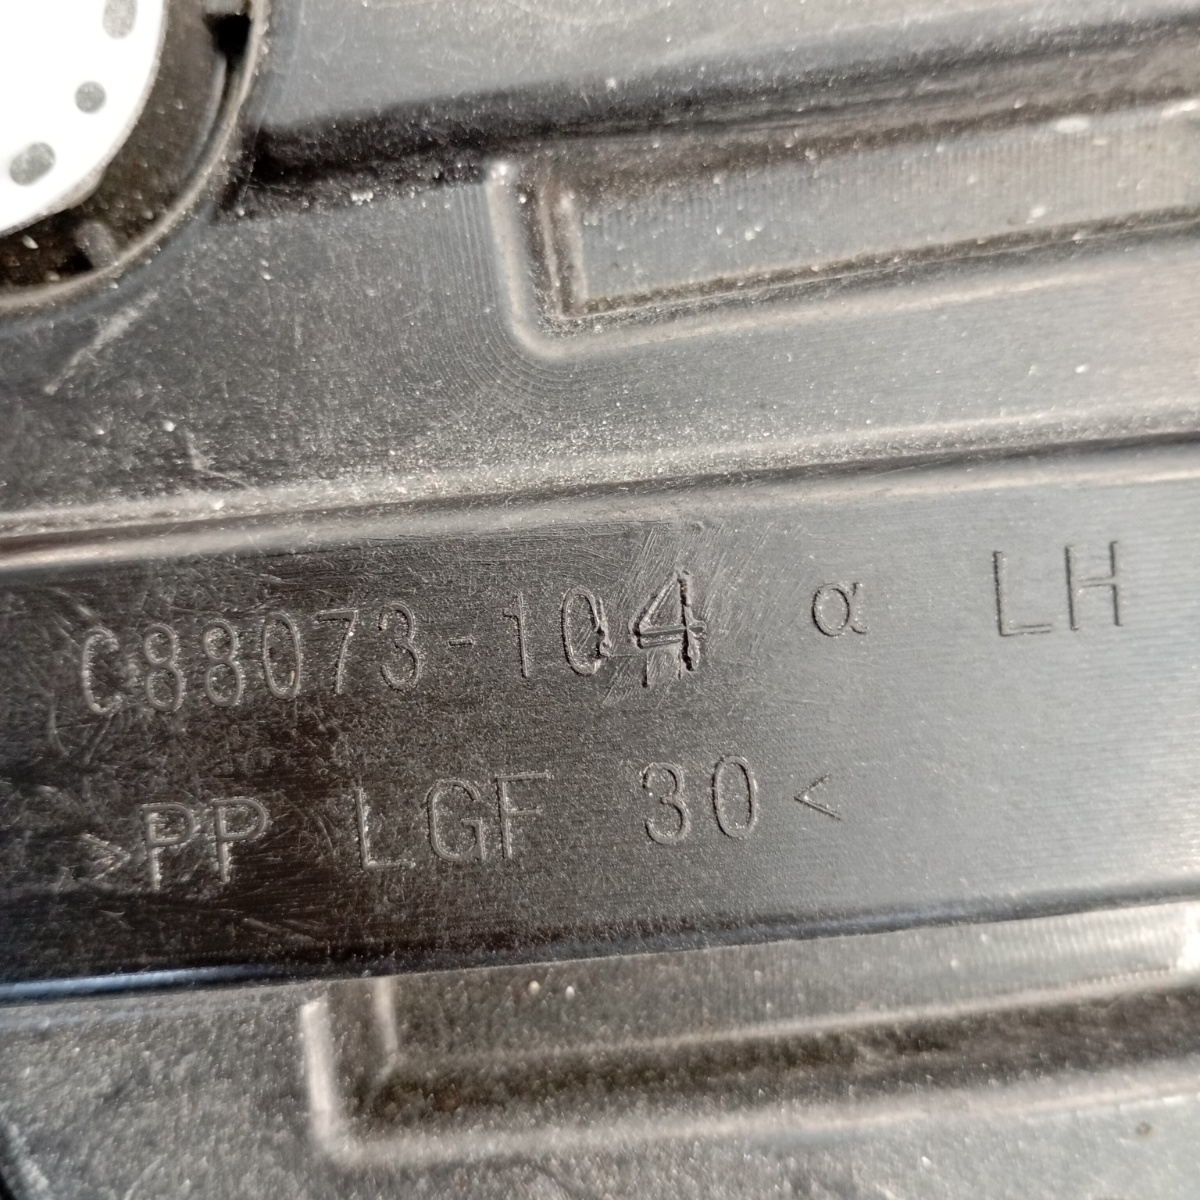 C88073-104 α LH
>PP LGF 30<